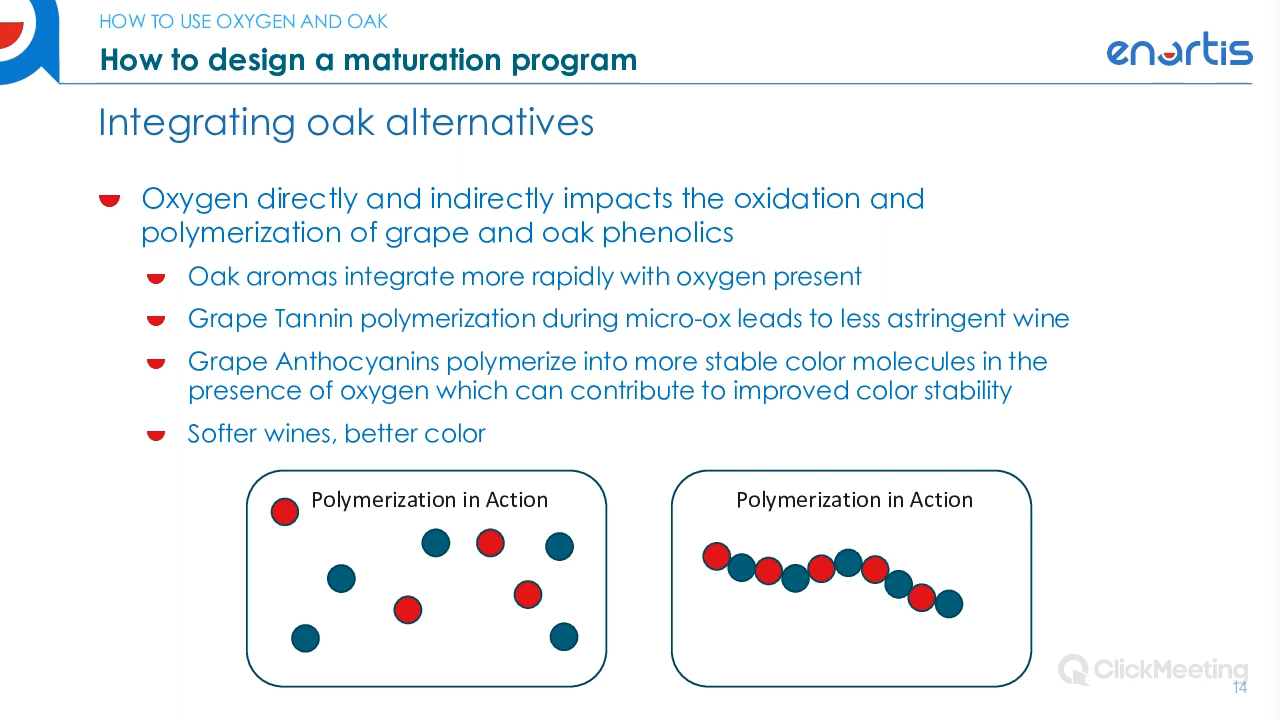 HOW TO USE OXYGEN AND OAK
How to design a maturation program
enartis
Integrating oak alternatives
Oxygen directly and indirectly impacts the oxidation and
polymerization of grape and oak phenolics
Oak aromas integrate more rapidly with oxygen present
Grape Tannin polymerization during micro-ox leads to less astringent wine
Grape Anthocyanins polymerize into more stable color molecules in the
presence of oxygen which can contribute to improved color stability
Softer wines, better color
Polymerization in Action
Polymerization in Action
ClickMeeting
14